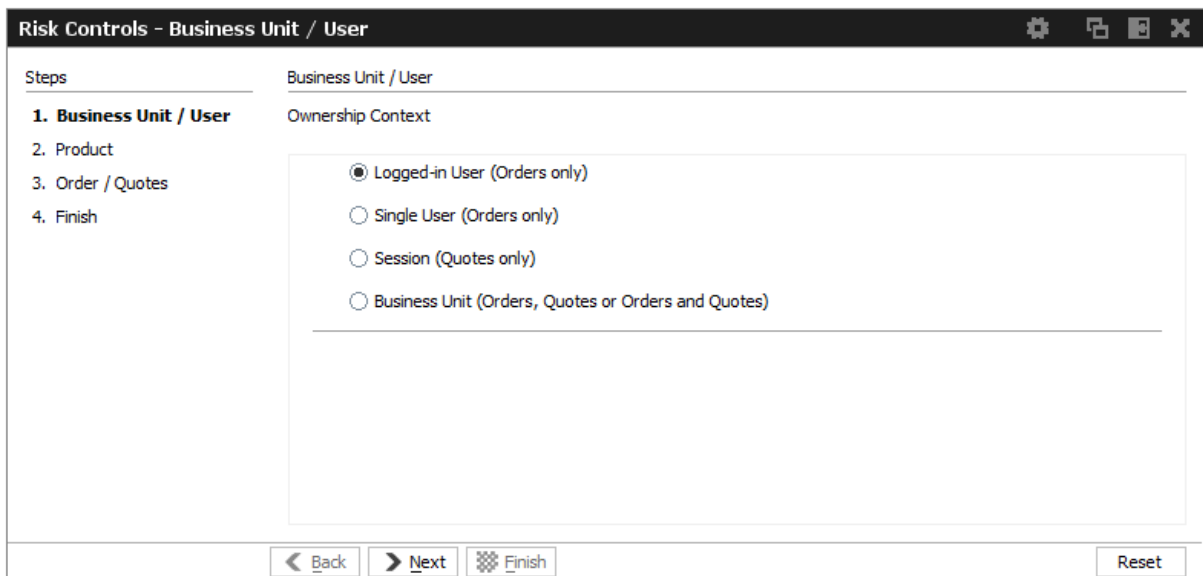 Risk Controls - Business Unit / User
Steps
1. Business Unit / User
2. Product
3. Order / Quotes
4. Finish
Business Unit / User
Ownership Context
Logged-in User (Orders only)
Single User (Orders only)
Session (Quotes only)
Business Unit (Orders, Quotes or Orders and Quotes)
Back Next Finish Reset